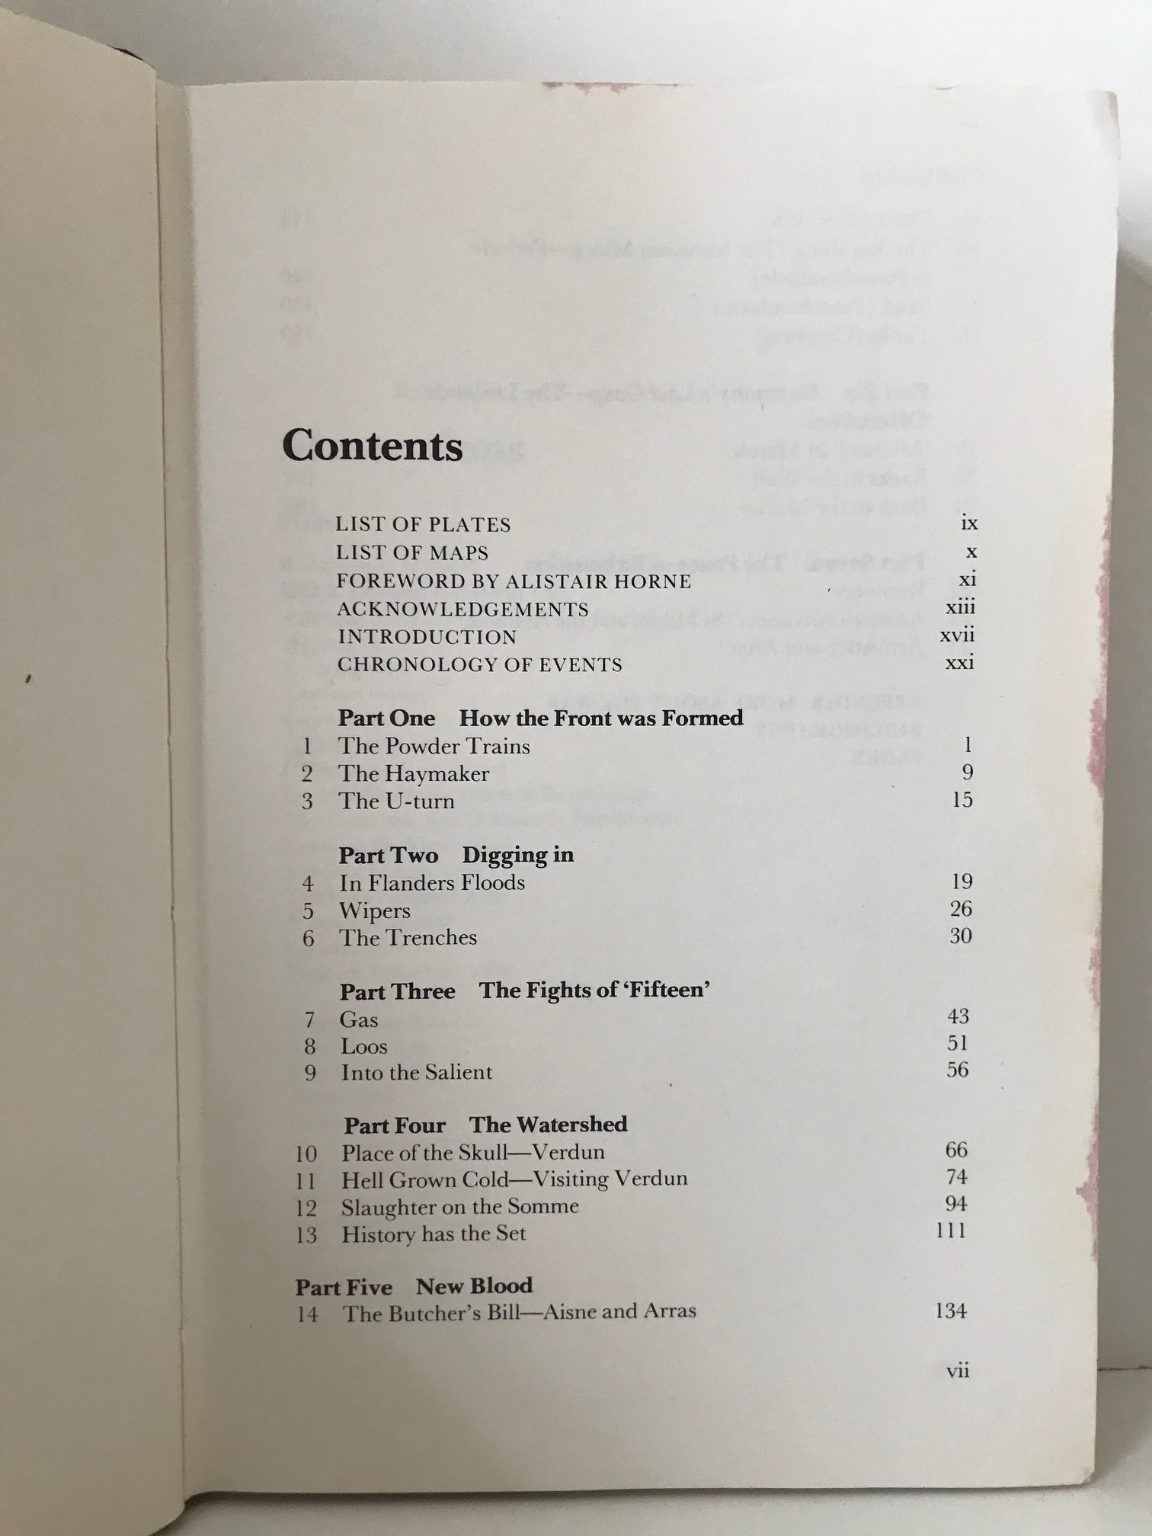 Contents
LIST OF PLATES ix
LIST OF MAPS x
FOREWORD BY ALISTAIR HORNE xi
ACKNOWLEDGEMENTS xiii
INTRODUCTION xvii
CHRONOLOGY OF EVENTS xxi
Part One How the Front was Formed
1 The Powder Trains 1
2 The Haymaker 9
3 The U-turn 15
Part Two Digging in
4 In Flanders Floods 19
5 Wipers 26
6 The Trenches 30
Part Three The Fights of ‘Fifteen’
7 Gas 43
8 Loos 51
9 Into the Salient 56
Part Four The Watershed
10 Place of the Skull—Verdun 66
11 Hell Grown Cold—Visiting Verdun 74
12 Slaughter on the Somme 94
13 History has the Set 111
Part Five New Blood
14 The Butcher’s Bill—Aisne and Arras 134
vii